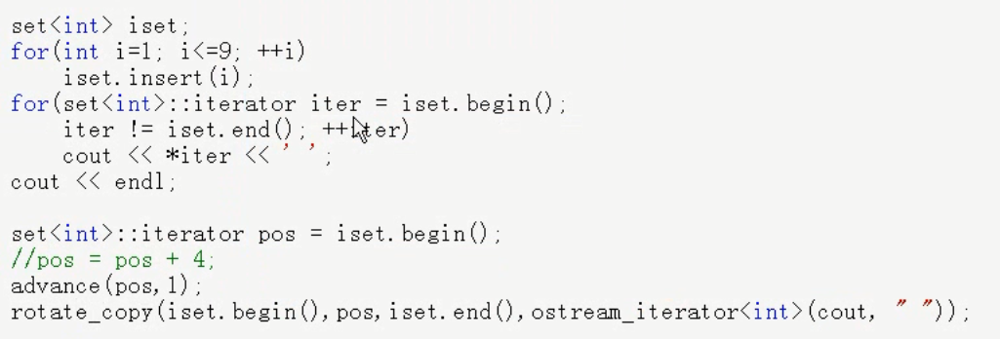 set<int> iset;
for(int i=1; i<=9; ++i)
    iset.insert(i);
for(set<int>::iterator iter = iset.begin();
    iter != iset.end(); ++iter)
    cout << *iter << ' ';
cout << endl;

set<int>::iterator pos = iset.begin();
//pos = pos + 4;
advance(pos,1);
rotate_copy(iset.begin(),pos,iset.end(),ostream_iterator<int>(cout, " "));